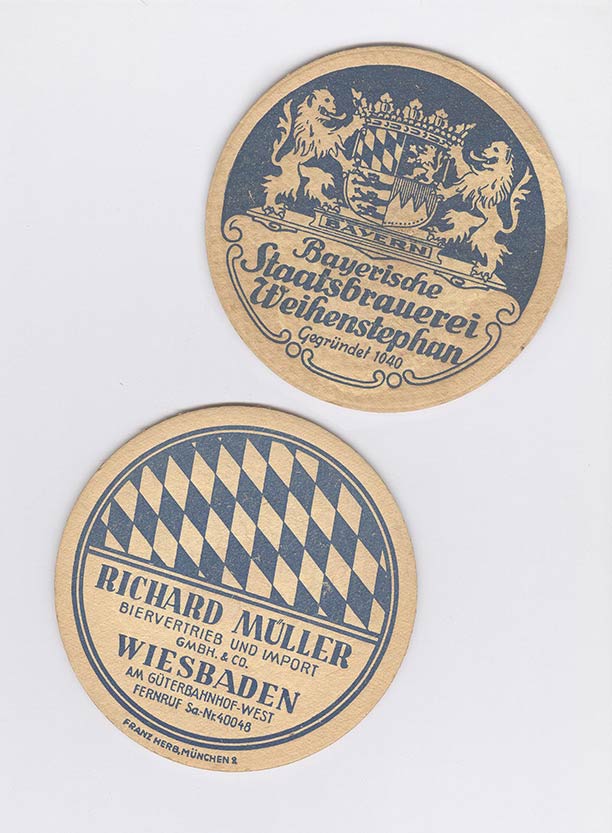 BAYERN
Bayerische
Staatsbrauerei
Weihenstephan
Gegründet 1040
RICHARD MÜLLER
BIERVERTRIEB UND IMPORT
GMBH. & CO.
WIESBADEN
AM GÜTERBAHNHOF-WEST
FERNRUF Sa.-Nr. 40048
FRANZ HERB, MÜNCHEN 2